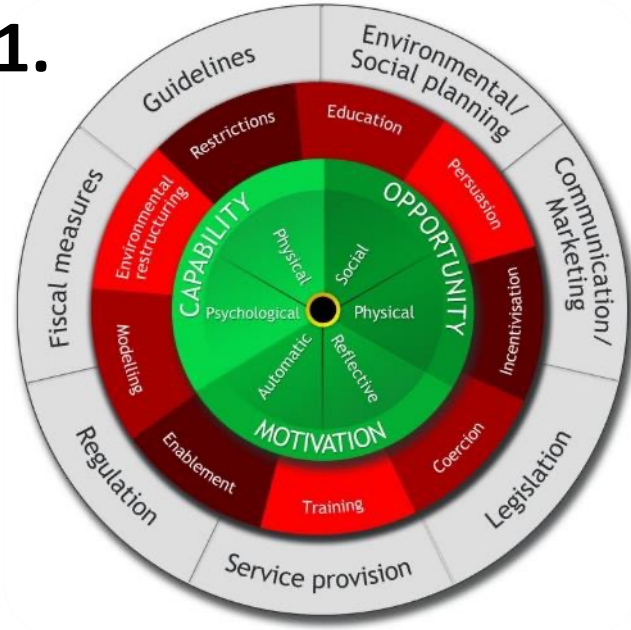 1.
Guidelines
Environmental/
Social planning
Communication/
Marketing
Legislation
Service provision
Regulation
Fiscal measures
Restrictions
Education
Persuasion
Incentivisation
Coercion
Training
Enablement
Modelling
Environmental
restructuring
CAPABILITY
OPPORTUNITY
MOTIVATION
Physical
Social
Physical
Reflective
Automatic
Psychological